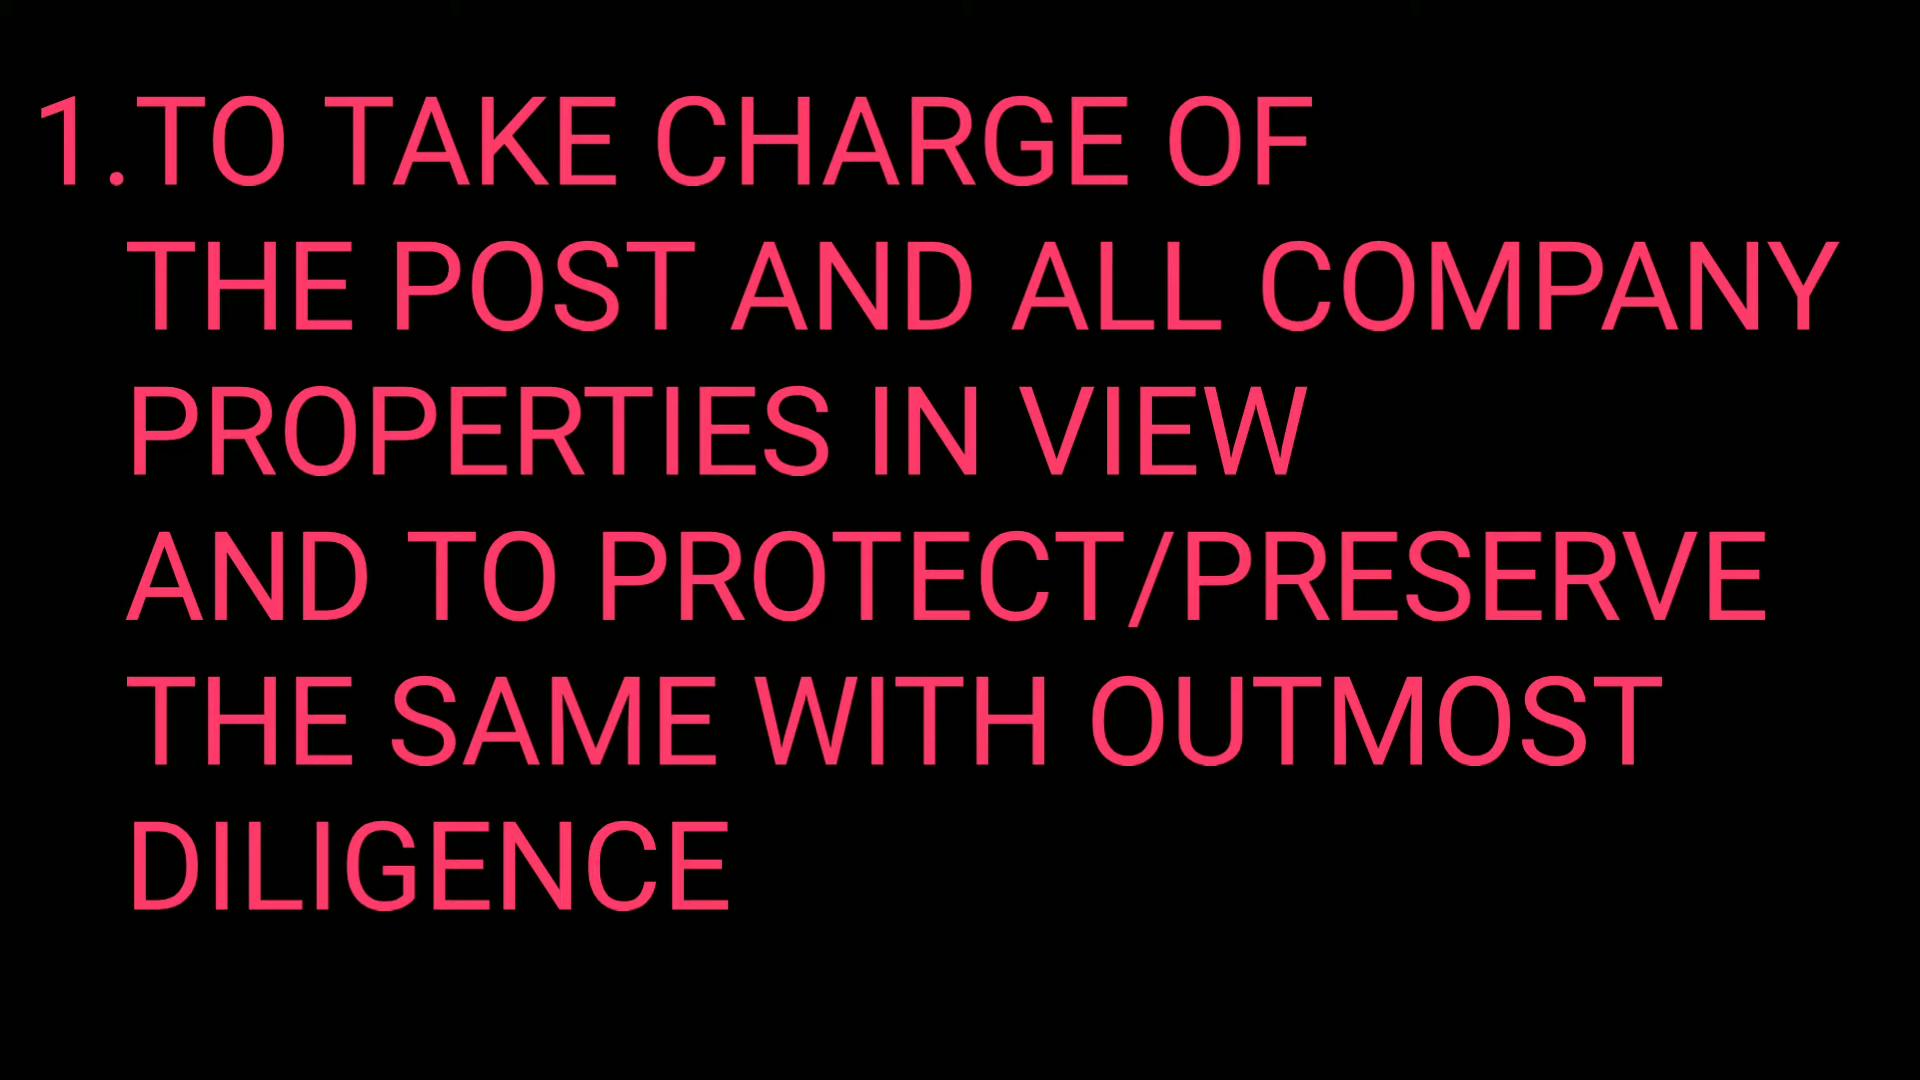 1.TO TAKE CHARGE OF
THE POST AND ALL COMPANY
PROPERTIES IN VIEW
AND TO PROTECT/PRESERVE
THE SAME WITH OUTMOST
DILIGENCE